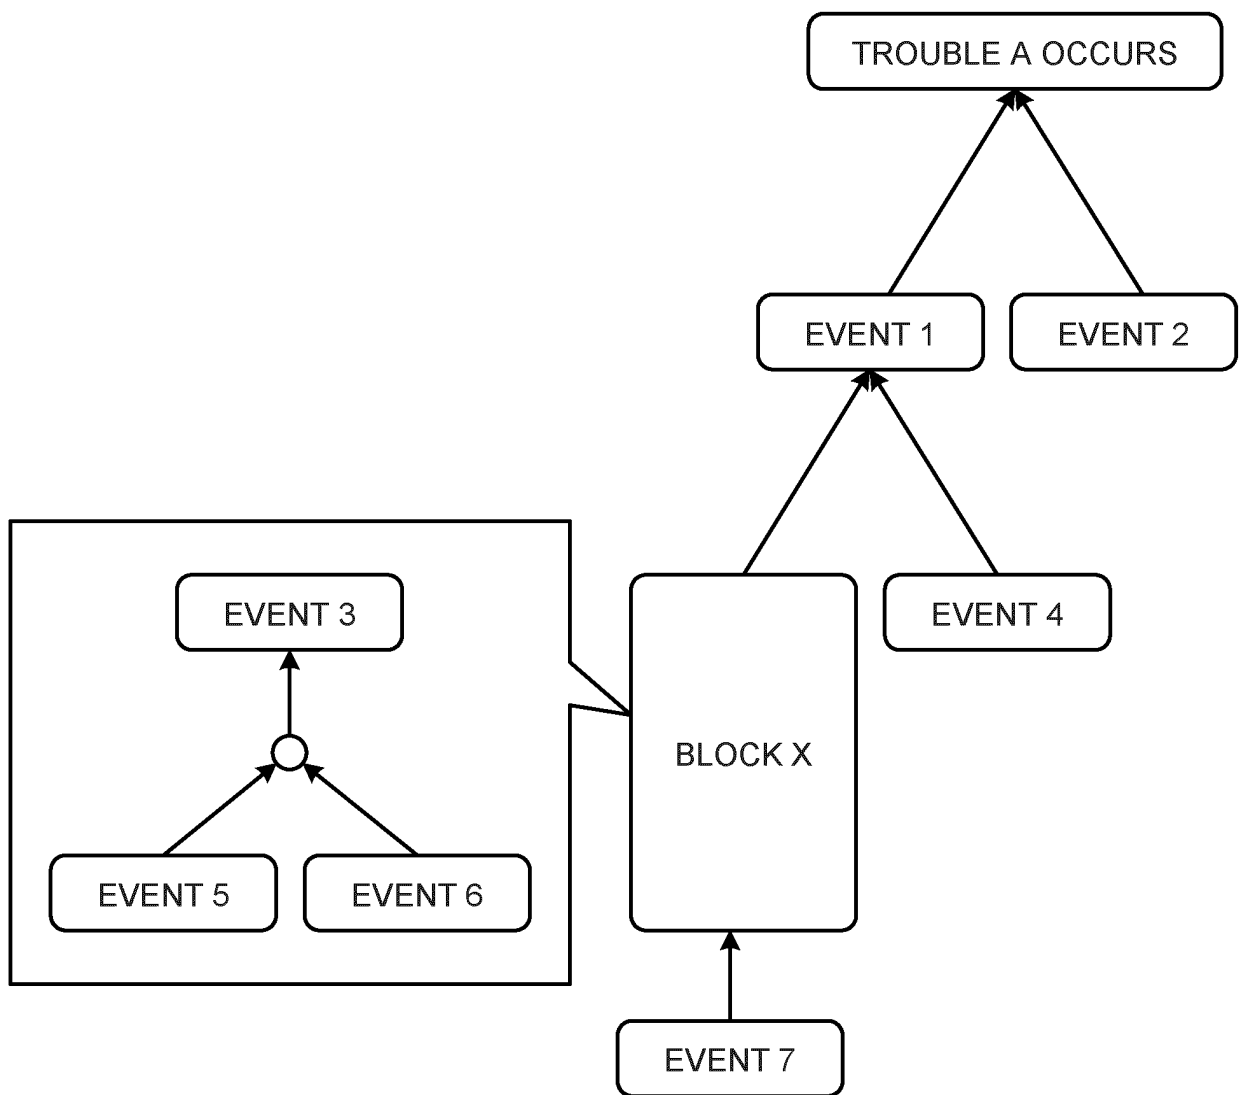 TROUBLE A OCCURS
EVENT 1
EVENT 2
EVENT 3
EVENT 4
BLOCK X
EVENT 5
EVENT 6
EVENT 7